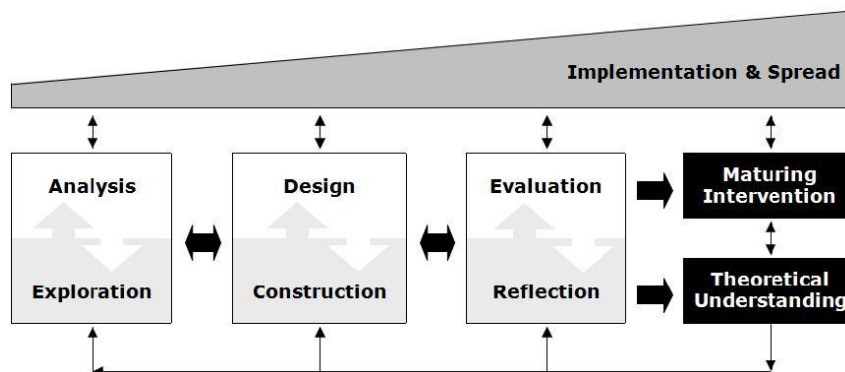 Implementation & Spread
Analysis
Exploration
Design
Construction
Evaluation
Reflection
Maturing
Intervention
Theoretical
Understanding